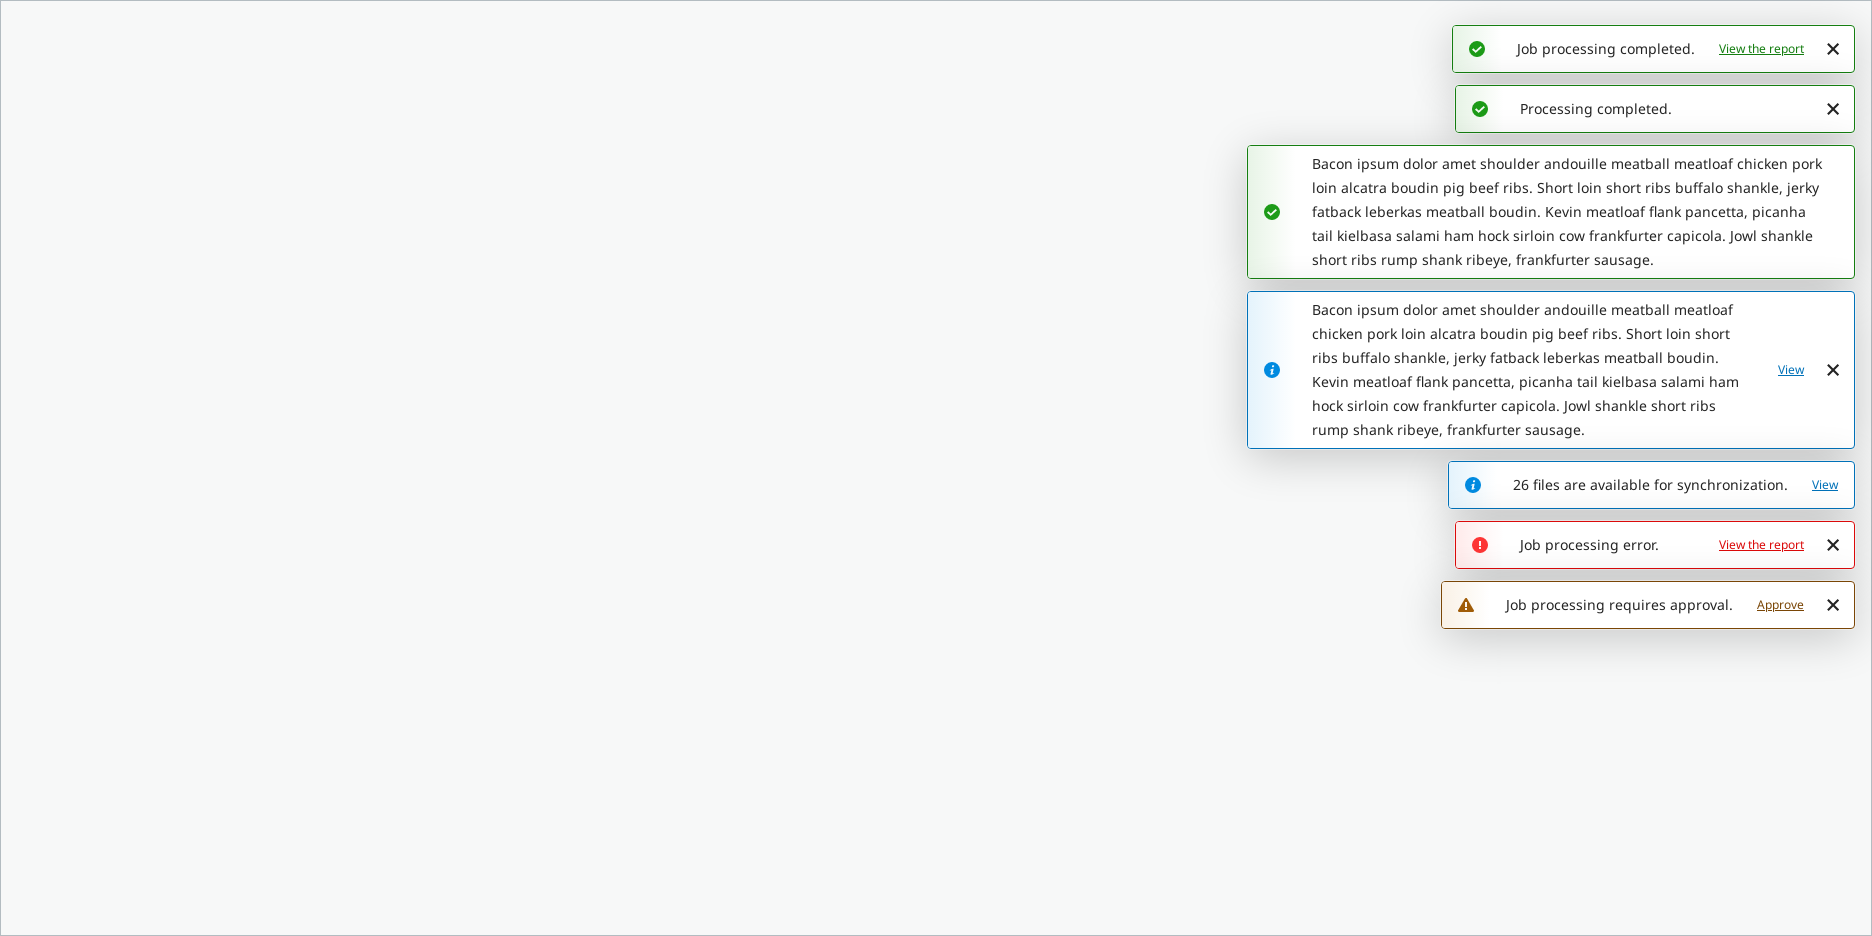 Job processing completed. View the report
Processing completed.
Bacon ipsum dolor amet shoulder andouille meatball meatloaf chicken pork
loin alcatra boudin pig beef ribs. Short loin short ribs buffalo shankle, jerky
fatback leberkas meatball boudin. Kevin meatloaf flank pancetta, picanha
tail kielbasa salami ham hock sirloin cow frankfurter capicola. Jowl shankle
short ribs rump shank ribeye, frankfurter sausage.
Bacon ipsum dolor amet shoulder andouille meatball meatloaf
chicken pork loin alcatra boudin pig beef ribs. Short loin short
ribs buffalo shankle, jerky fatback leberkas meatball boudin.
Kevin meatloaf flank pancetta, picanha tail kielbasa salami ham
hock sirloin cow frankfurter capicola. Jowl shankle short ribs
rump shank ribeye, frankfurter sausage.
View
26 files are available for synchronization. View
Job processing error. View the report
Job processing requires approval. Approve